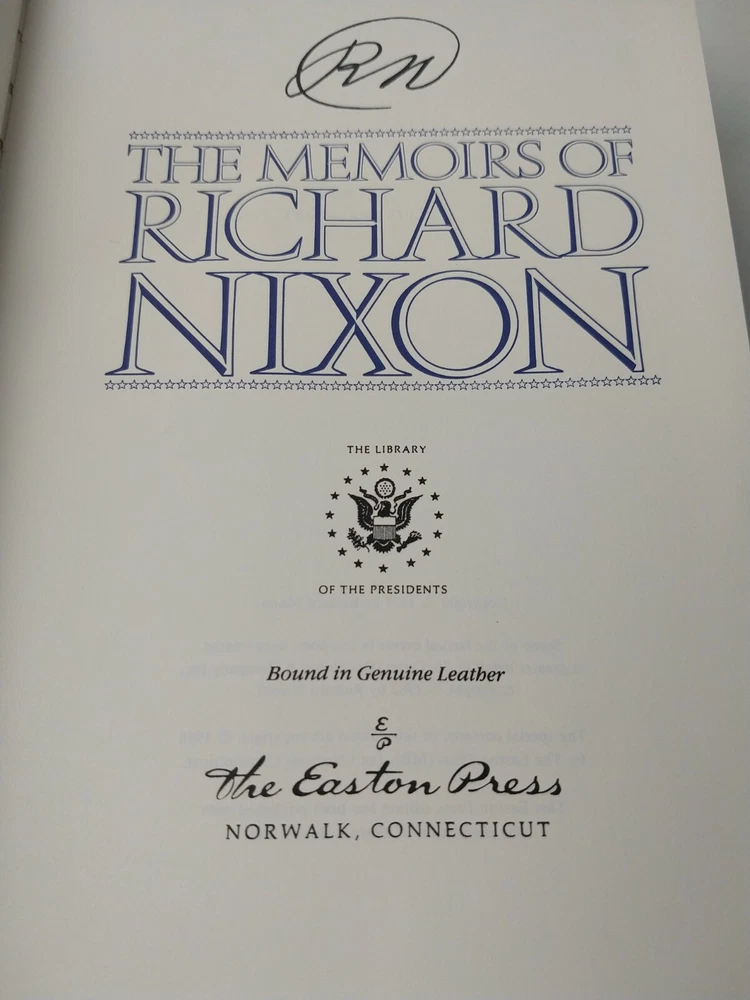 RN
THE MEMOIRS OF
RICHARD
NIXON
THE LIBRARY
OF THE PRESIDENTS
Bound in Genuine Leather
E
P
The Easton Press
NORWALK, CONNECTICUT